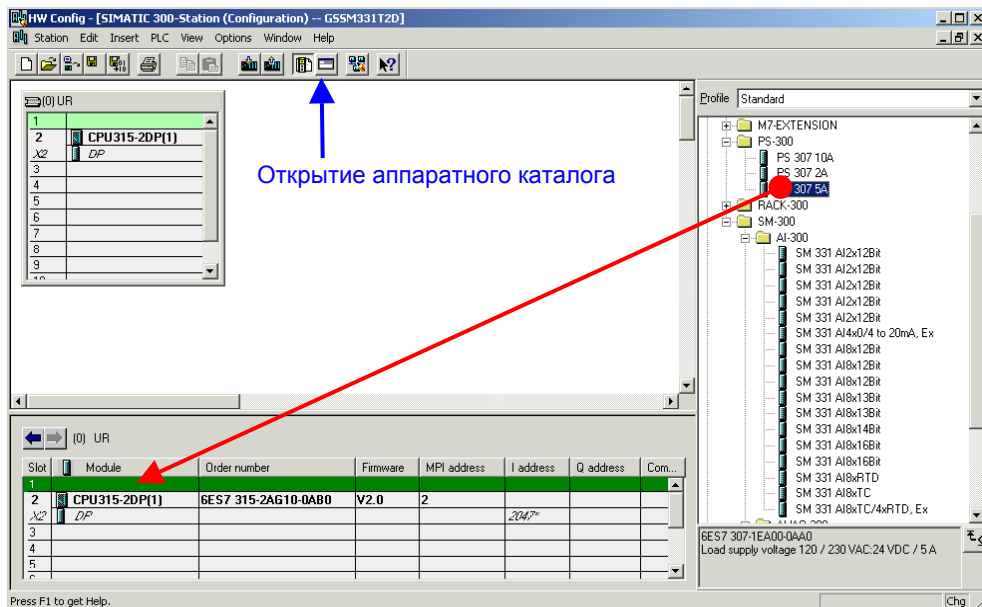 HW Config - [SIMATIC 300-Station (Configuration) -- GSSM331T2D]
Station Edit Insert PLC View Options Window Help
(0) UR
1
2 CPU315-2DP(1)
X2 DP
3
4
5
6
7
8
9
Открытие аппаратного каталога
Profile Standard
M7-EXTENSION
PS-300
PS 307 10A
PS 307 2A
307 5A
RACK-300
SM-300
AI-300
SM 331 AI2x12Bit
SM 331 AI2x12Bit
SM 331 AI2x12Bit
SM 331 AI2x12Bit
SM 331 AI2x12Bit
SM 331 AI4x0/4 to 20mA, Ex
SM 331 AI8x12Bit
SM 331 AI8x12Bit
SM 331 AI8x12Bit
SM 331 AI8x13Bit
SM 331 AI8x13Bit
SM 331 AI8x14Bit
SM 331 AI8x16Bit
SM 331 AI8x16Bit
SM 331 AI8xRTD
SM 331 AI8xTC
SM 331 AI8xTC/4xRTD, Ex
(0) UR
Slot Module Order number Firmware MPI address I address Q address Com...
1
2 CPU315-2DP(1) 6ES7 315-2AG10-0AB0 V2.0 2
X2 DP 2047*
3
4
5
6ES7 307-1EA00-0AA0
Load supply voltage 120 / 230 VAC:24 VDC / 5 A
Press F1 to get Help.
Chg